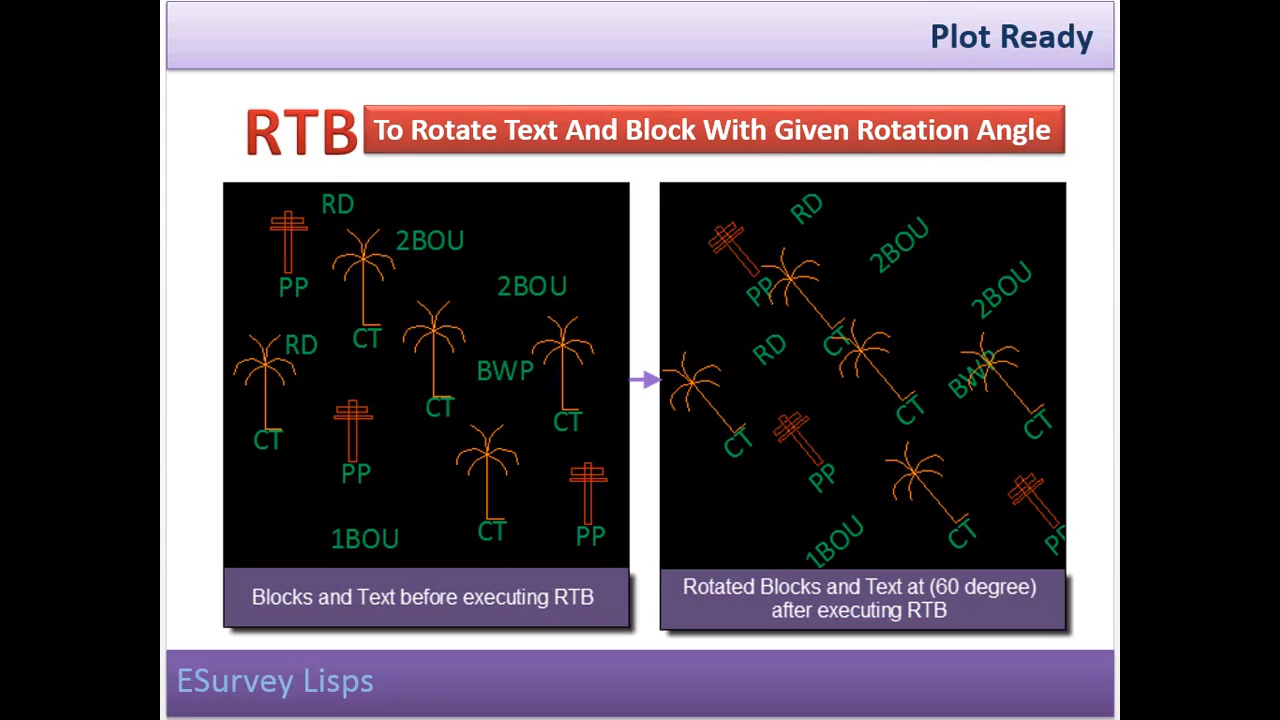 Plot Ready
RTB To Rotate Text And Block With Given Rotation Angle
RD
2BOU
PP
2BOU
CT
RD
BWP
CT
CT
CT
PP
CT
PP
1BOU
Blocks and Text before executing RTB
RD
2BOU
PP
2BOU
CT
RD
BWP
CT
CT
CT
PP
CT
1BOU
Rotated Blocks and Text at (60 degree)
after executing RTB
ESurvey Lisps